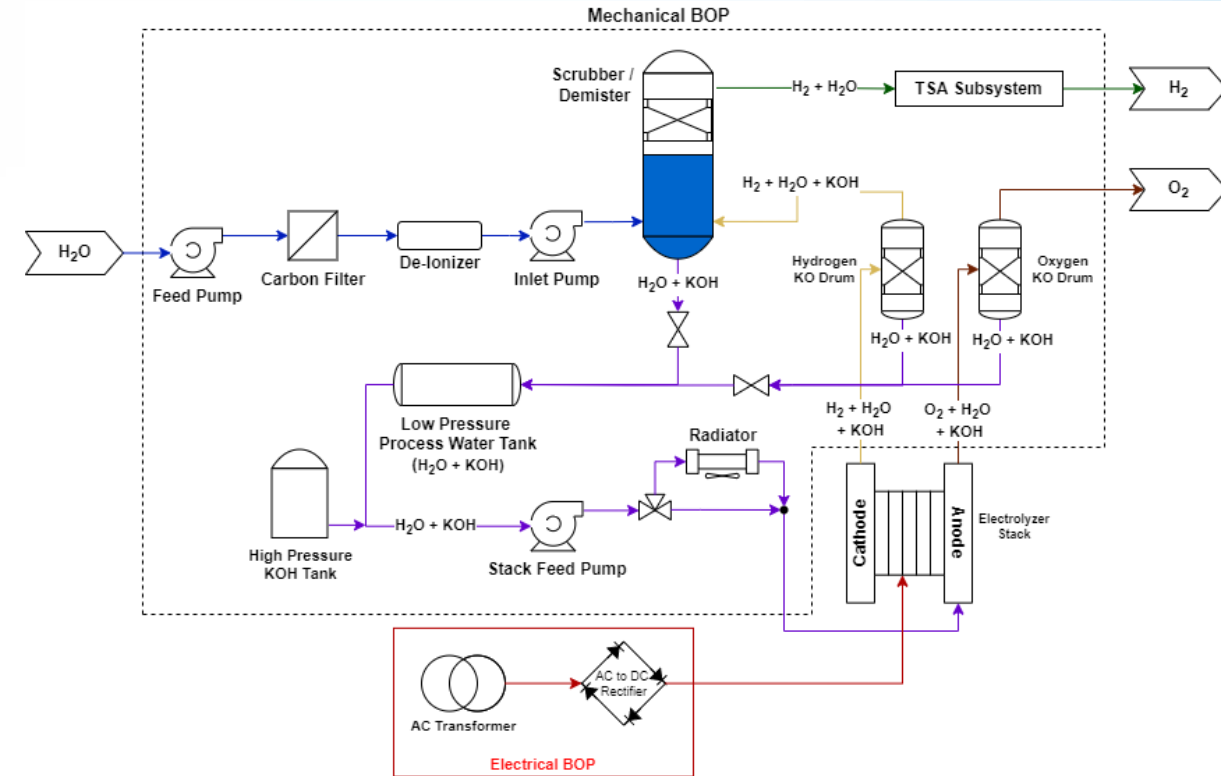 Mechanical BOP
Scrubber /
Demister
H₂ + H₂O
TSA Subsystem
H₂
H₂ + H₂O + KOH
O₂
H₂O
Feed Pump
Carbon Filter
De-Ionizer
Inlet Pump
H₂O + KOH
Hydrogen
KO Drum
Oxygen
KO Drum
H₂O + KOH
H₂O + KOH
Low Pressure
Process Water Tank
(H₂O + KOH)
H₂ + H₂O
+ KOH
O₂ + H₂O
+ KOH
Radiator
High Pressure
KOH Tank
H₂O + KOH
Stack Feed Pump
Cathode
Anode
Electrolyzer
Stack
AC Transformer
AC to DC
Rectifier
Electrical BOP